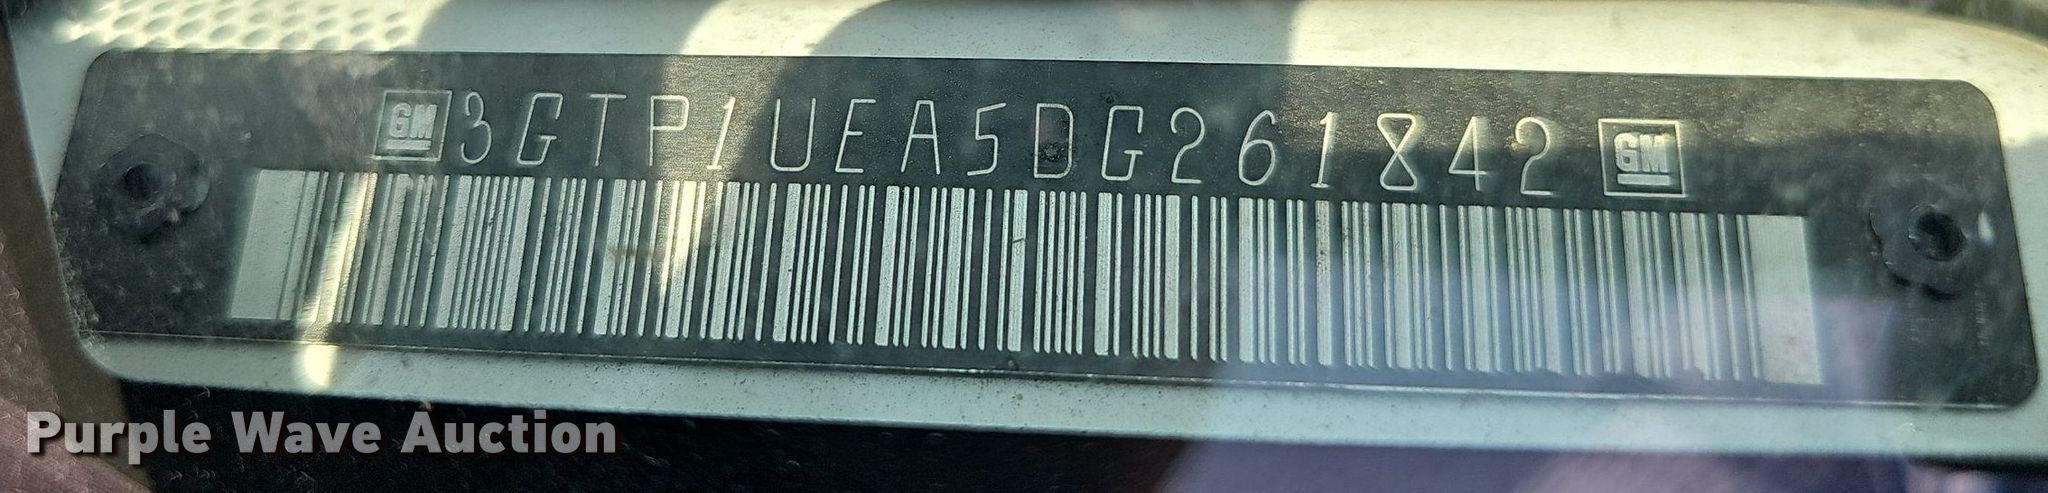 GM 3GTP1UEA5DG261842 GM
Purple Wave Auction